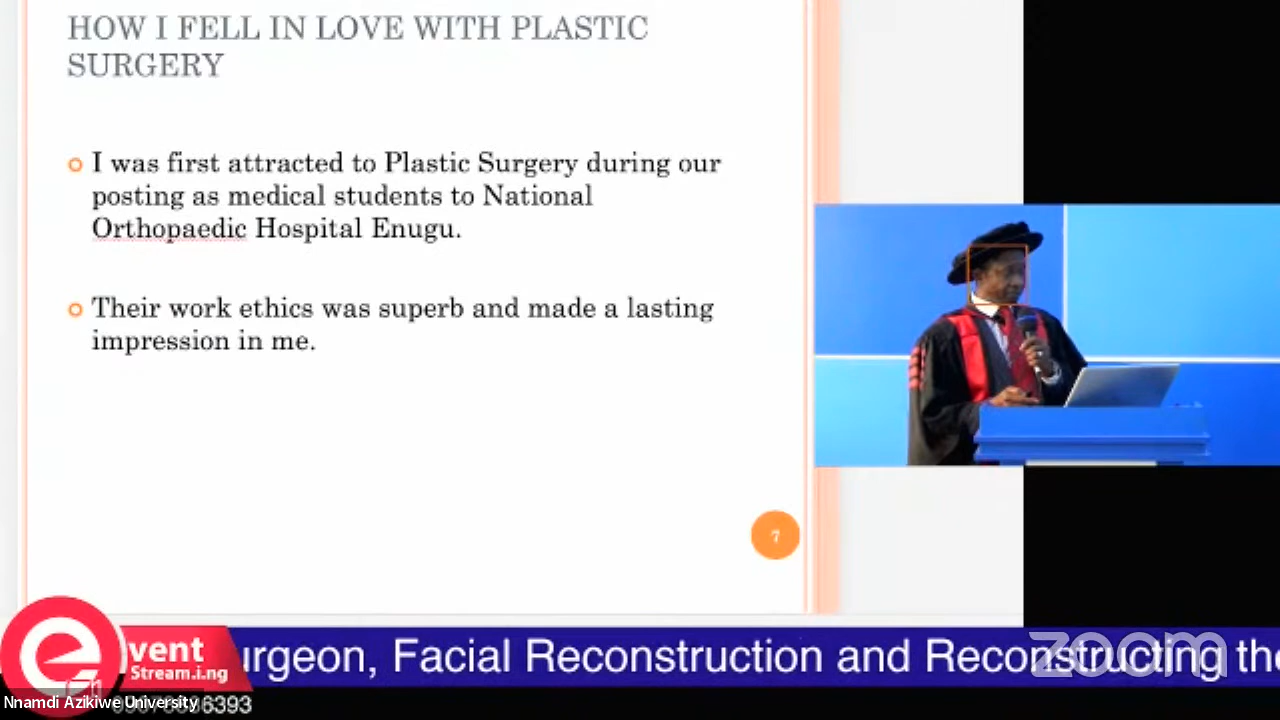 HOW I FELL IN LOVE WITH PLASTIC
SURGERY
I was first attracted to Plastic Surgery during our
posting as medical students to National
Orthopaedic Hospital Enugu.
Their work ethics was superb and made a lasting
impression in me.
7
event
Stream.i.ng
urgeon, Facial Reconstruction and Reconstructing the
zoom
Nnamdi Azikiwe University